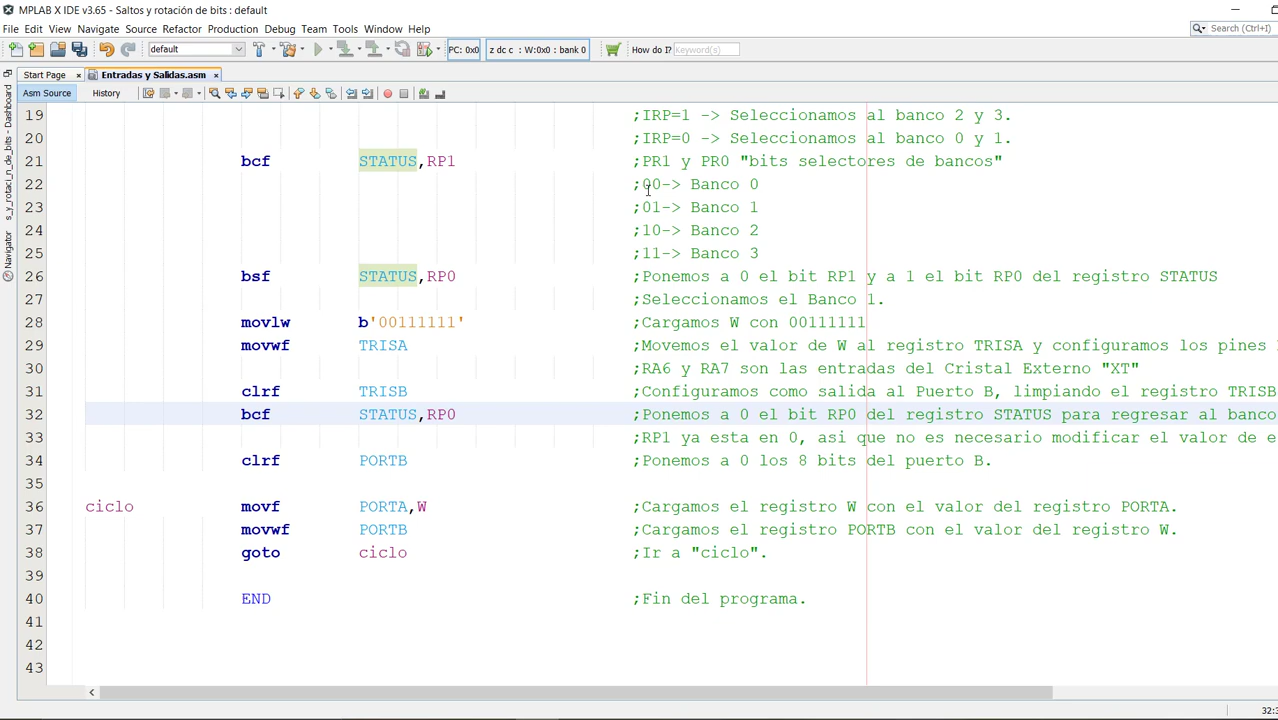 MPLAB X IDE v3.65 - Saltos y rotación de bits : default
File Edit View Navigate Source Refactor Production Debug Team Tools Window Help
Search (Ctrl+I)
default
PC: 0x0
z dc c : W:0x0 : bank 0
How do I? Keyword(s)
Start Page
Entradas y Salidas.asm
Asm Source
History
s_y_rotaci_n_de_bits - Dashboard
Navigator
19 ;IRP=1 -> Seleccionamos al banco 2 y 3.
20 ;IRP=0 -> Seleccionamos al banco 0 y 1.
21 bcf STATUS,RP1 ;PR1 y PR0 "bits selectores de bancos"
22 ;00-> Banco 0
23 ;01-> Banco 1
24 ;10-> Banco 2
25 ;11-> Banco 3
26 bsf STATUS,RP0 ;Ponemos a 0 el bit RP1 y a 1 el bit RP0 del registro STATUS
27 ;Seleccionamos el Banco 1.
28 movlw b'00111111' ;Cargamos W con 00111111
29 movwf TRISA ;Movemos el valor de W al registro TRISA y configuramos los pines
30 ;RA6 y RA7 son las entradas del Cristal Externo "XT"
31 clrf TRISB ;Configuramos como salida al Puerto B, limpiando el registro TRISB
32 bcf STATUS,RP0 ;Ponemos a 0 el bit RP0 del registro STATUS para regresar al banco
33 ;RP1 ya esta en 0, asi que no es necesario modificar el valor de e
34 clrf PORTB ;Ponemos a 0 los 8 bits del puerto B.
35
36 ciclo movf PORTA,W ;Cargamos el registro W con el valor del registro PORTA.
37 movwf PORTB ;Cargamos el registro PORTB con el valor del registro W.
38 goto ciclo ;Ir a "ciclo".
39
40 END ;Fin del programa.
41
42
43